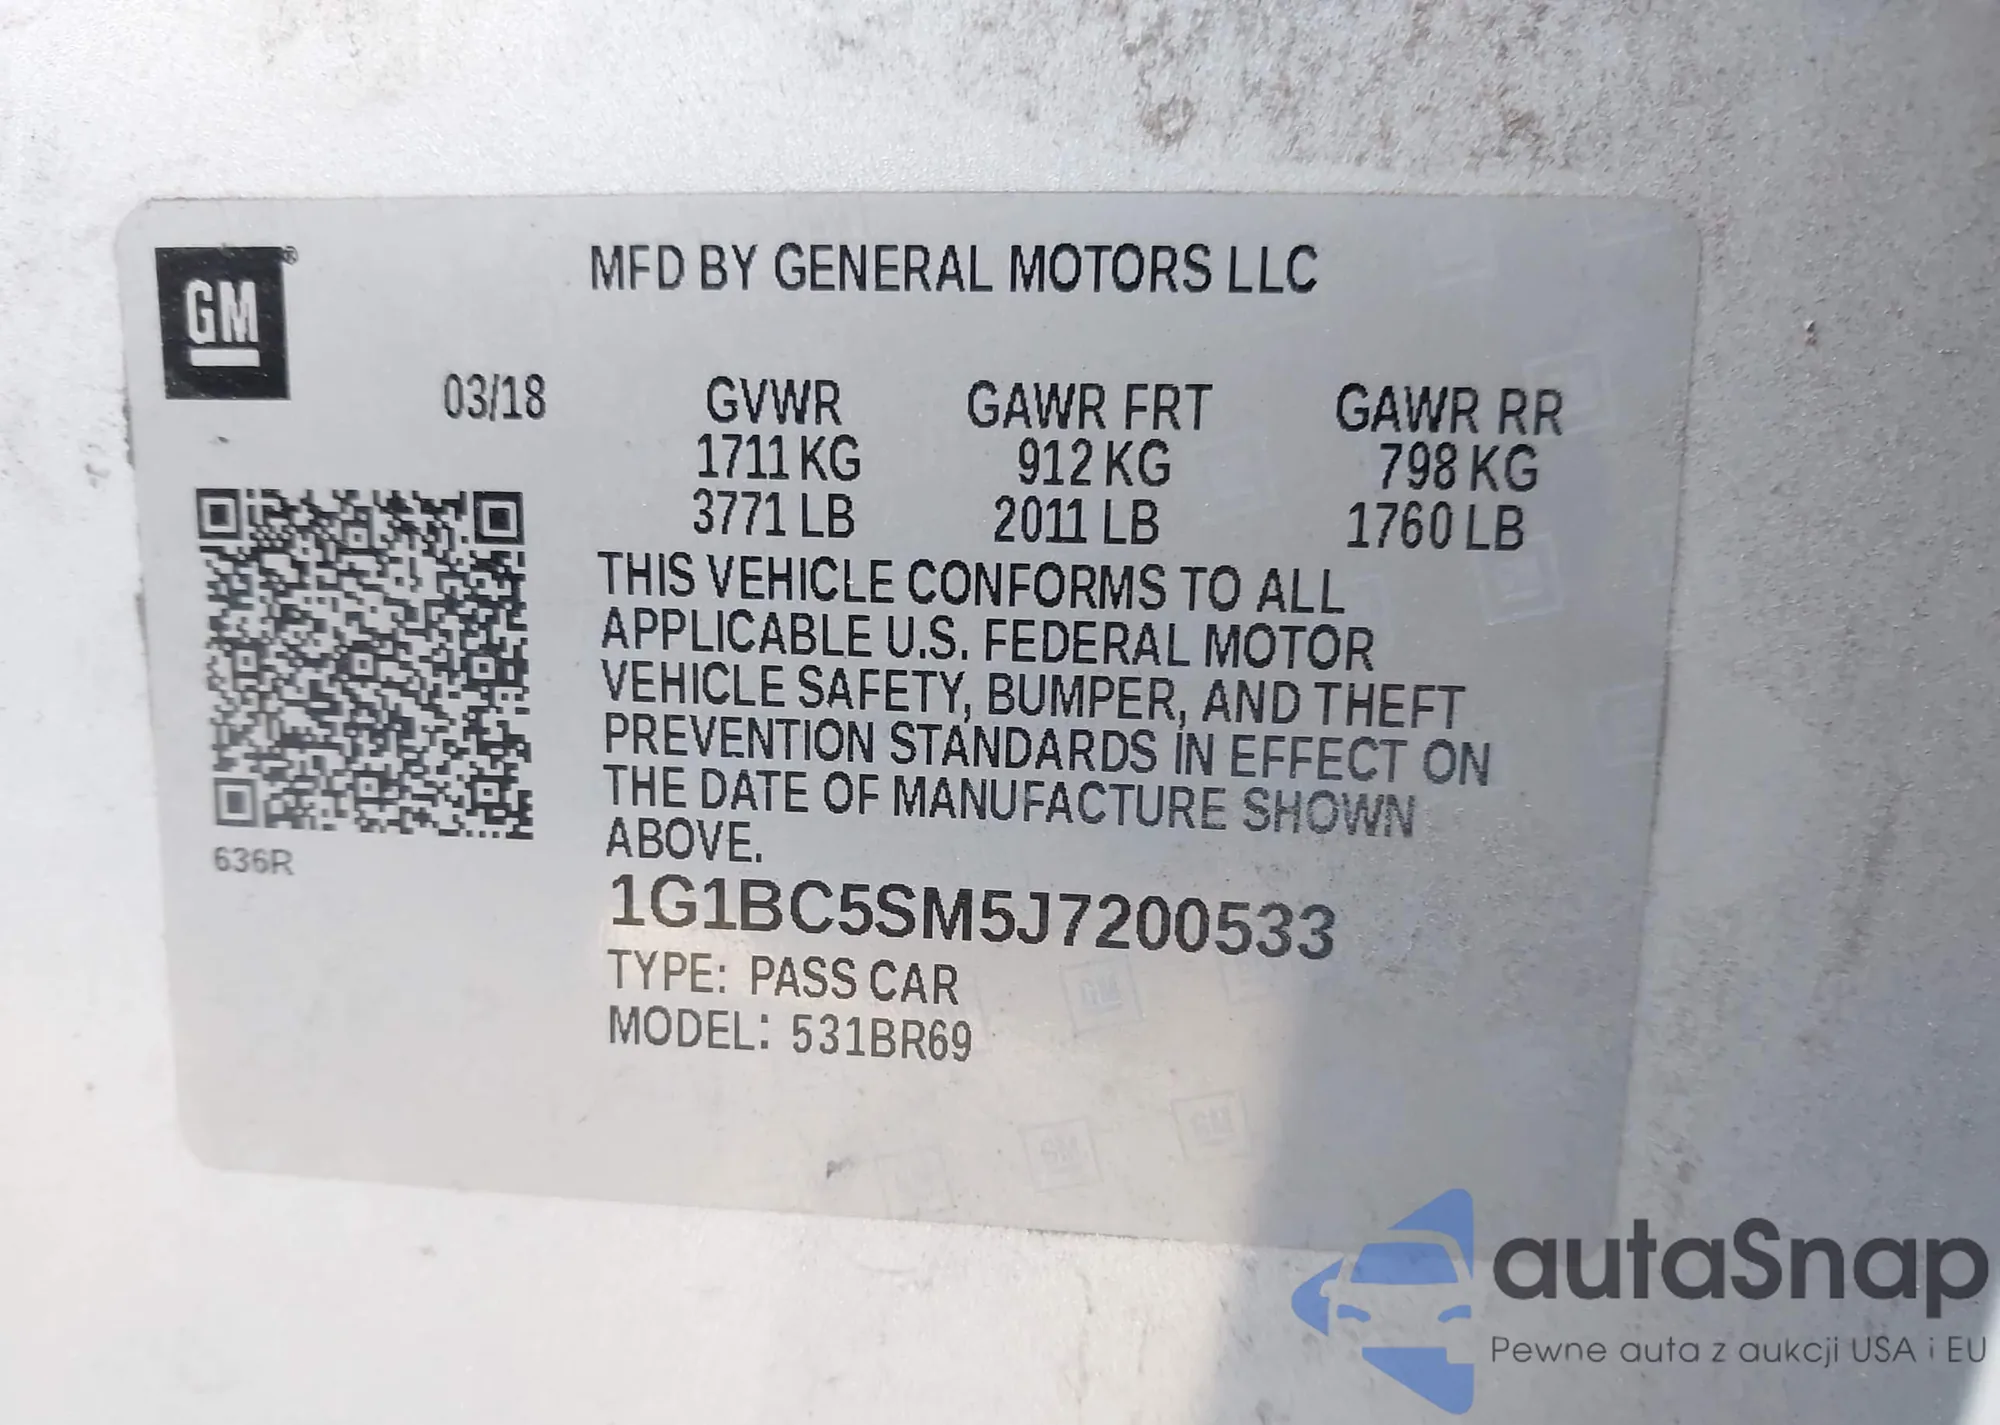 GM®
MFD BY GENERAL MOTORS LLC
03/18 GVWR GAWR FRT GAWR RR
1711 KG 912 KG 798 KG
3771 LB 2011 LB 1760 LB
THIS VEHICLE CONFORMS TO ALL
APPLICABLE U.S. FEDERAL MOTOR
VEHICLE SAFETY, BUMPER, AND THEFT
PREVENTION STANDARDS IN EFFECT ON
THE DATE OF MANUFACTURE SHOWN
ABOVE.
636R
1G1BC5SM5J7200533
TYPE: PASS CAR
MODEL: 531BR69
GM
GM
GM
autaSnap
Pewne auta z aukcji USA i EU